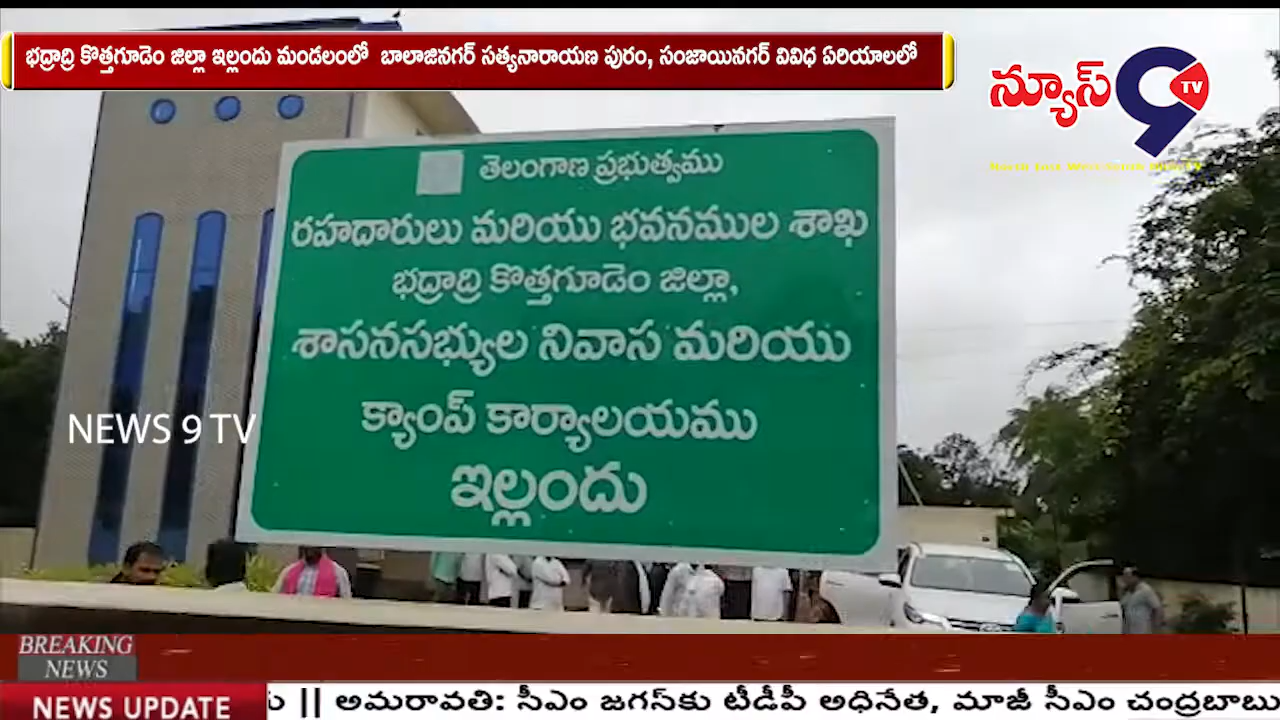 భద్రాద్రి కొత్తగూడెం జిల్లా ఇల్లందు మండలంలో బాలాజినగర్ సత్యనారాయణ పురం, సంజాయినగర్ వివిధ ఏరియాలలో
న్యూస్ 9 TV
తెలంగాణ ప్రభుత్వము
రహదారులు మరియు భవనముల శాఖ
భద్రాద్రి కొత్తగూడెం జిల్లా,
శాసనసభ్యుల నివాస మరియు
క్యాంప్ కార్యాలయము
ఇల్లందు
NEWS 9 TV
BREAKING
NEWS
NEWS UPDATE
|| అమరావతి: సీఎం జగన్‌కు టీడీపీ అధినేత, మాజీ సీఎం చంద్రబాబు